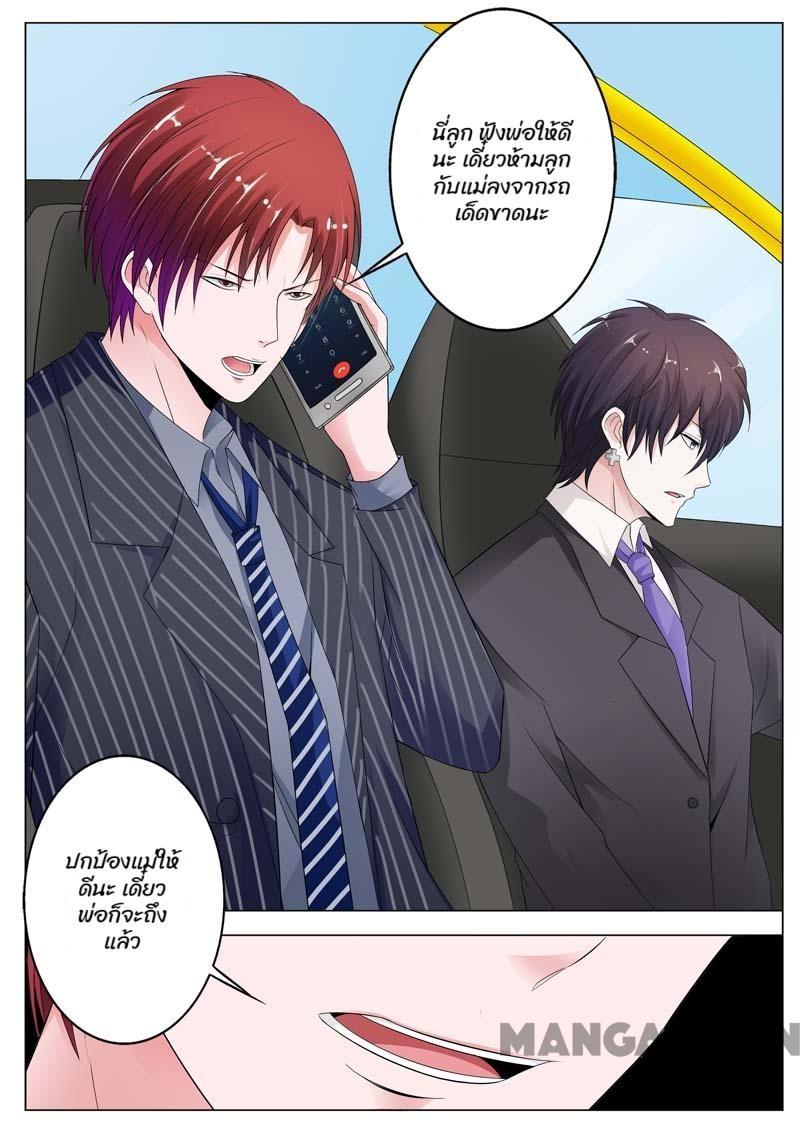 นี่ลูก ฟังพ่อให้ดี
นะ เดี๋ยวห้ามลูก
กับแม่ลงจากรถ
เด็ดขาดนะ
ปกป้องแม่ให้
ดีนะ เดี๋ยว
พ่อก็จะถึง
แล้ว